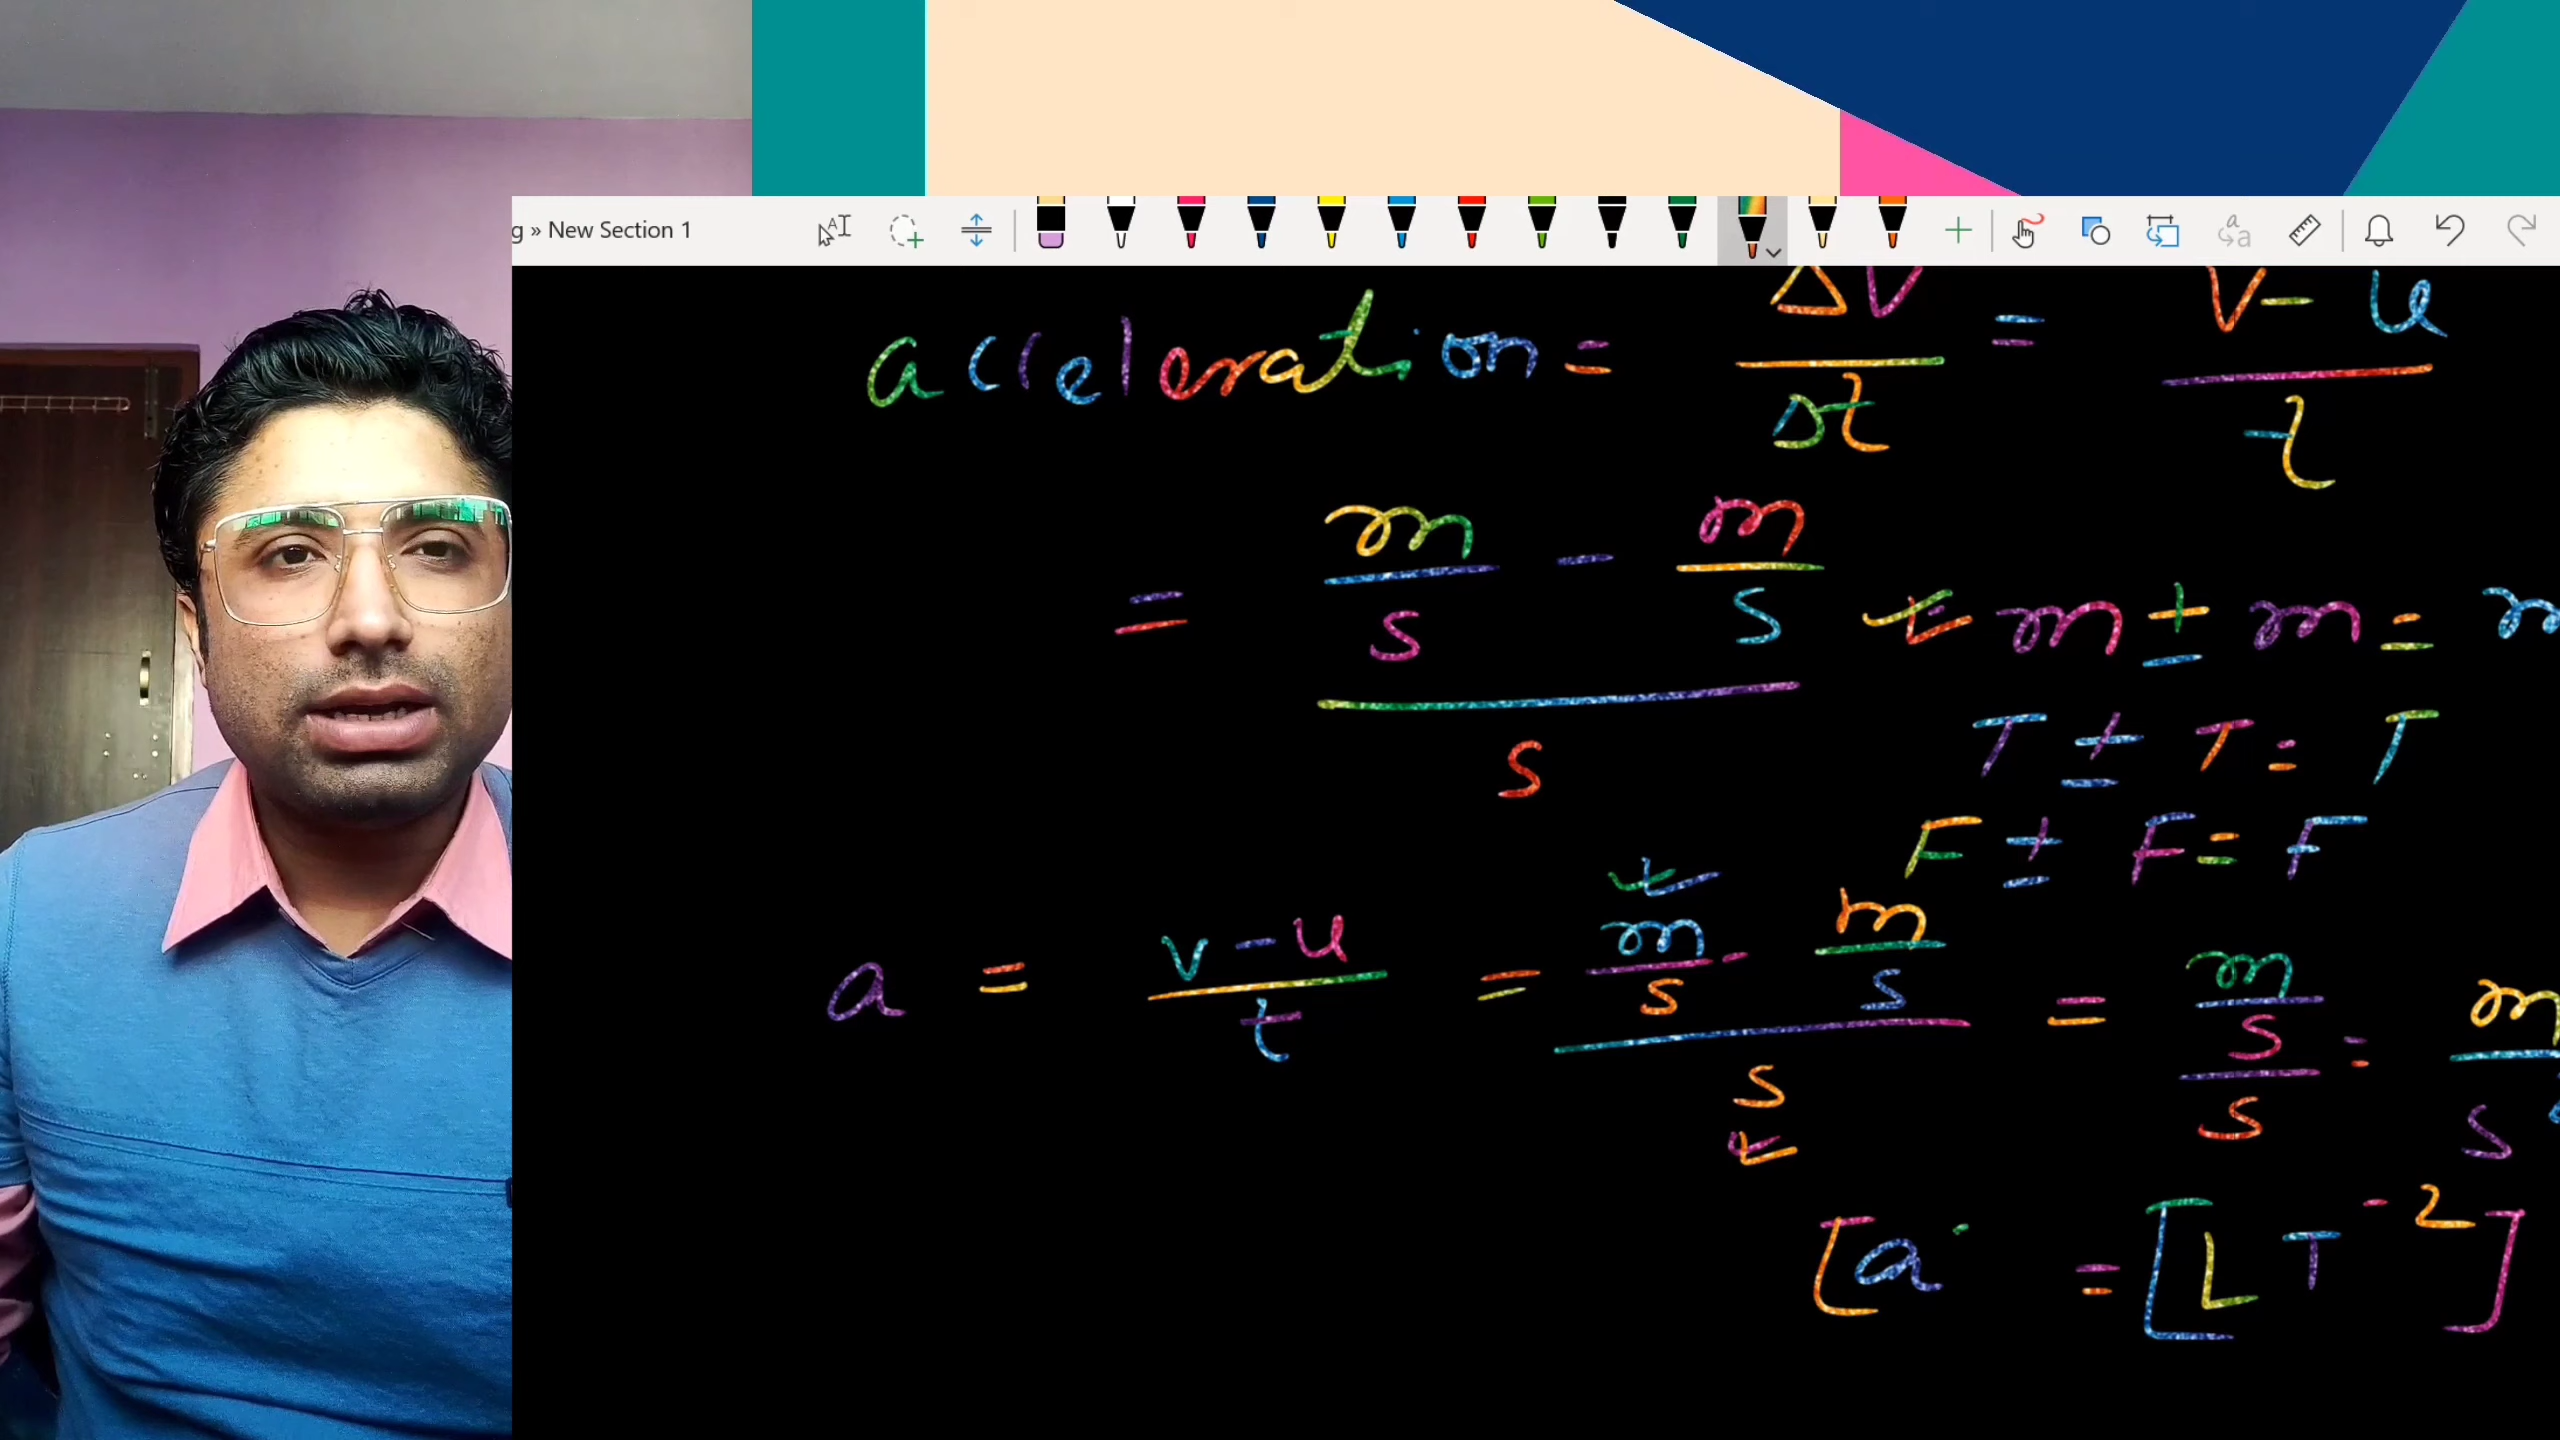 g » New Section 1
acceleration = ΔV/Δt = V-u/t
= m/s - m/s / s
m ± m = m
T ± T = T
F ± F = F
a = v-u/t = m/s - m/s / s = m/s / s = m/s
[a = [LT^-2]